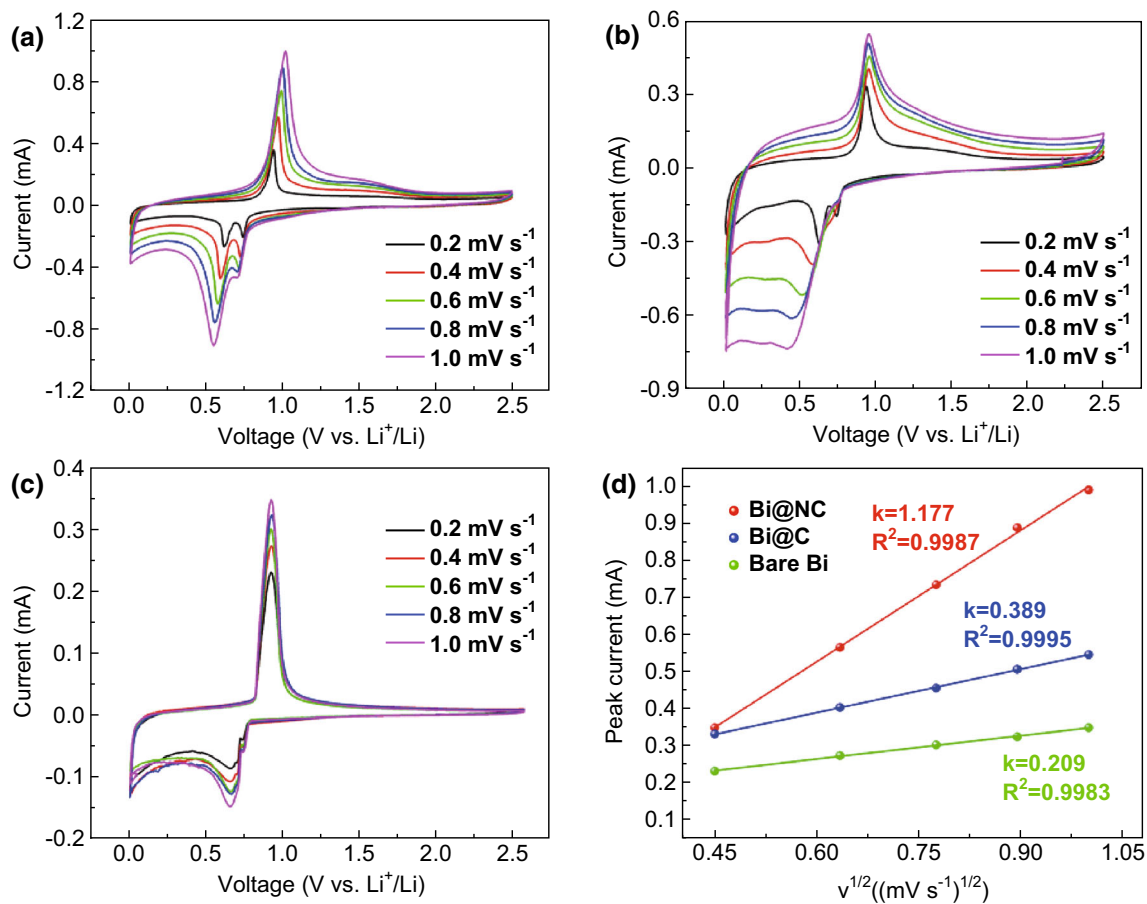 (a)
1.2
0.8
0.4
0.0
-0.4
-0.8
-1.2
Current (mA)
0.2 mV s⁻¹
0.4 mV s⁻¹
0.6 mV s⁻¹
0.8 mV s⁻¹
1.0 mV s⁻¹
0.0 0.5 1.0 1.5 2.0 2.5
Voltage (V vs. Li⁺/Li)
(b)
0.6
0.3
0.0
-0.3
-0.6
-0.9
Current (mA)
0.2 mV s⁻¹
0.4 mV s⁻¹
0.6 mV s⁻¹
0.8 mV s⁻¹
1.0 mV s⁻¹
0.0 0.5 1.0 1.5 2.0 2.5
Voltage (V vs. Li⁺/Li)
(c)
0.4
0.3
0.2
0.1
0.0
-0.1
-0.2
Current (mA)
0.2 mV s⁻¹
0.4 mV s⁻¹
0.6 mV s⁻¹
0.8 mV s⁻¹
1.0 mV s⁻¹
0.0 0.5 1.0 1.5 2.0 2.5
Voltage (V vs. Li⁺/Li)
(d)
1.0
0.9
0.8
0.7
0.6
0.5
0.4
0.3
0.2
0.1
Peak current (mA)
Bi@NC
Bi@C
Bare Bi
k=1.177
R²=0.9987
k=0.389
R²=0.9995
k=0.209
R²=0.9983
0.45 0.60 0.75 0.90 1.05
v¹/²((mV s⁻¹)¹/²)